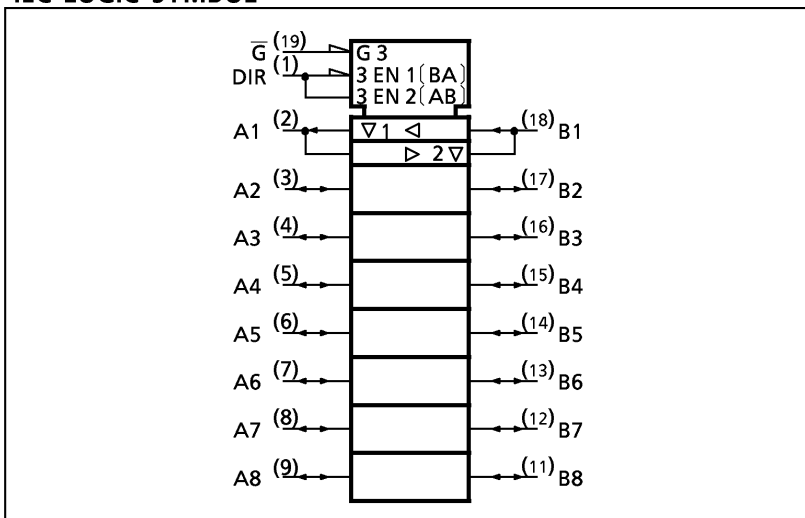 IEC LOGIC SYMBOL
G (19) G 3
DIR (1) 3 EN 1 (BA)
3 EN 2 (AB)
A1 (2) ▽ 1 ◁ (18) B1
▷ 2 ▽
A2 (3) (17) B2
A3 (4) (16) B3
A4 (5) (15) B4
A5 (6) (14) B5
A6 (7) (13) B6
A7 (8) (12) B7
A8 (9) (11) B8